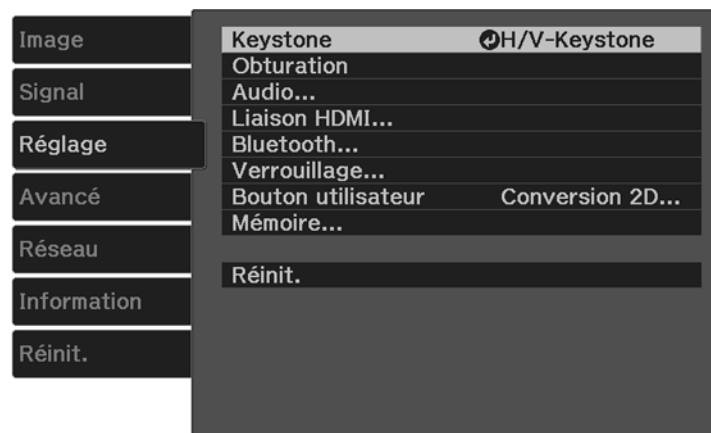 Image
Signal
Réglage
Avancé
Réseau
Information
Réinit.
Keystone H/V-Keystone
Obturation
Audio...
Liaison HDMI...
Bluetooth...
Verrouillage...
Bouton utilisateur Conversion 2D...
Mémoire...
Réinit.